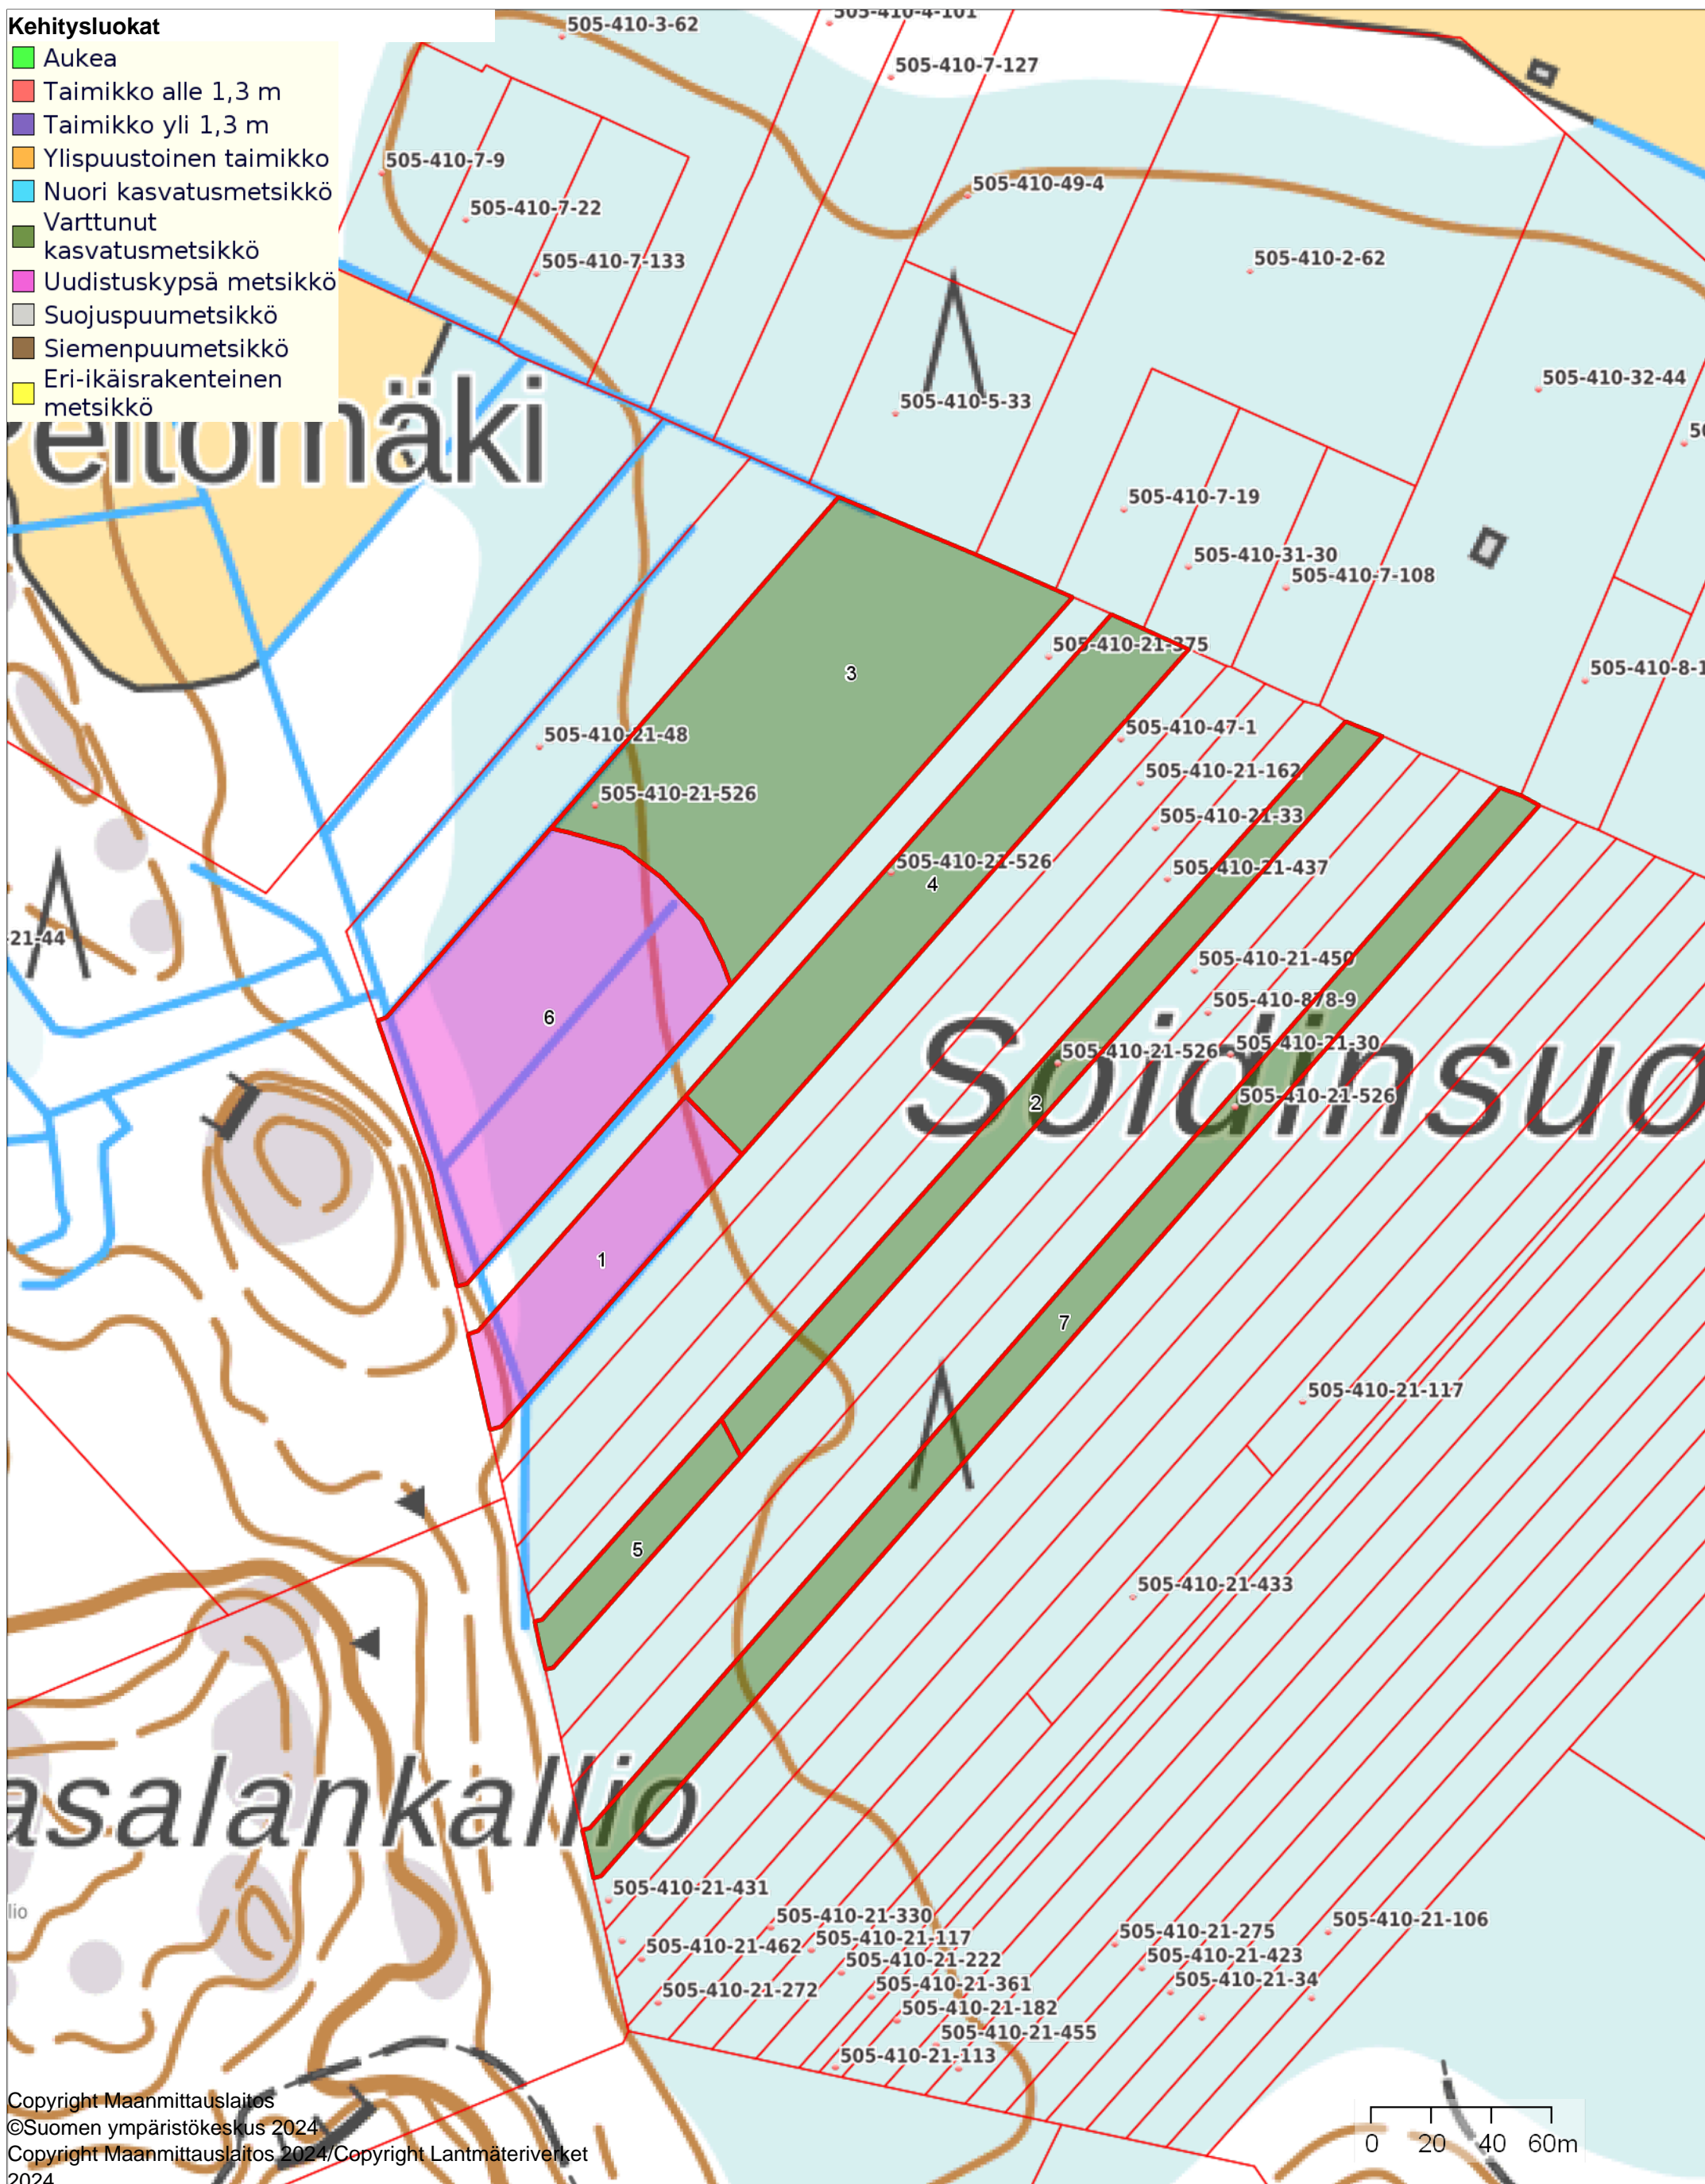 Kehitysluokat
Aukea
Taimikko alle 1,3 m
Taimikko yli 1,3 m
Ylispuustoinen taimikko
Nuori kasvatusmetsikkö
Varttunut
kasvatusmetsikkö
Uudistuskypsä metsikkö
Suojuspuumetsikkö
Siemenpuumetsikkö
Eri-ikäisrakenteinen
metsikkö
505-410-3-62
505-410-4-101
505-410-7-127
505-410-7-9
505-410-49-4
505-410-7-22
505-410-7-133
505-410-2-62
505-410-32-44
505-410-5-33
Peltomäki
505-410-7-19
505-410-31-30
505-410-7-108
505-410-21-375
505-410-8-1
3
505-410-47-1
505-410-21-48
505-410-21-162
505-410-21-526
505-410-21-33
505-410-21-526
505-410-21-437
4
-21-44
505-410-21-450
505-410-878-9
6
505-410-21-30
505-410-21-526
Soidinsuo
505-410-21-526
2
1
7
505-410-21-117
5
505-410-21-433
asalankallio
505-410-21-431
lio
505-410-21-330
505-410-21-106
505-410-21-275
505-410-21-117
505-410-21-462
505-410-21-423
505-410-21-222
505-410-21-34
505-410-21-361
505-410-21-272
505-410-21-182
505-410-21-455
505-410-21-113
Copyright Maanmittauslaitos
©Suomen ympäristökeskus 2024
Copyright Maanmittauslaitos 2024/Copyright Lantmäteriverket
2024
0 20 40 60m